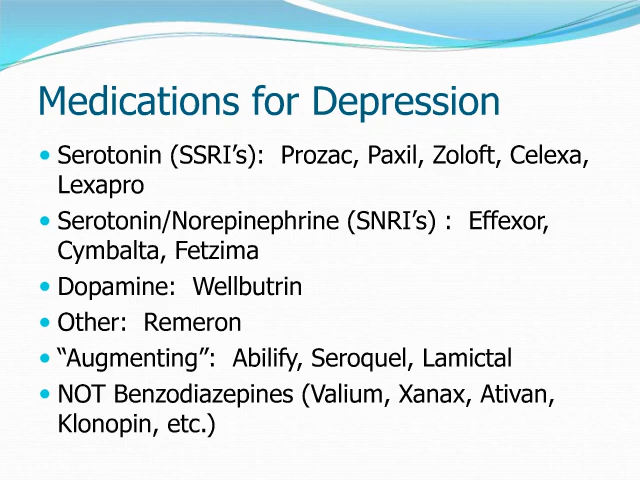 Medications for Depression
• Serotonin (SSRI’s):  Prozac, Paxil, Zoloft, Celexa,
Lexapro
• Serotonin/Norepinephrine (SNRI’s) :  Effexor,
Cymbalta, Fetzima
• Dopamine:  Wellbutrin
• Other:  Remeron
• “Augmenting”:  Abilify, Seroquel, Lamictal
• NOT Benzodiazepines (Valium, Xanax, Ativan,
Klonopin, etc.)